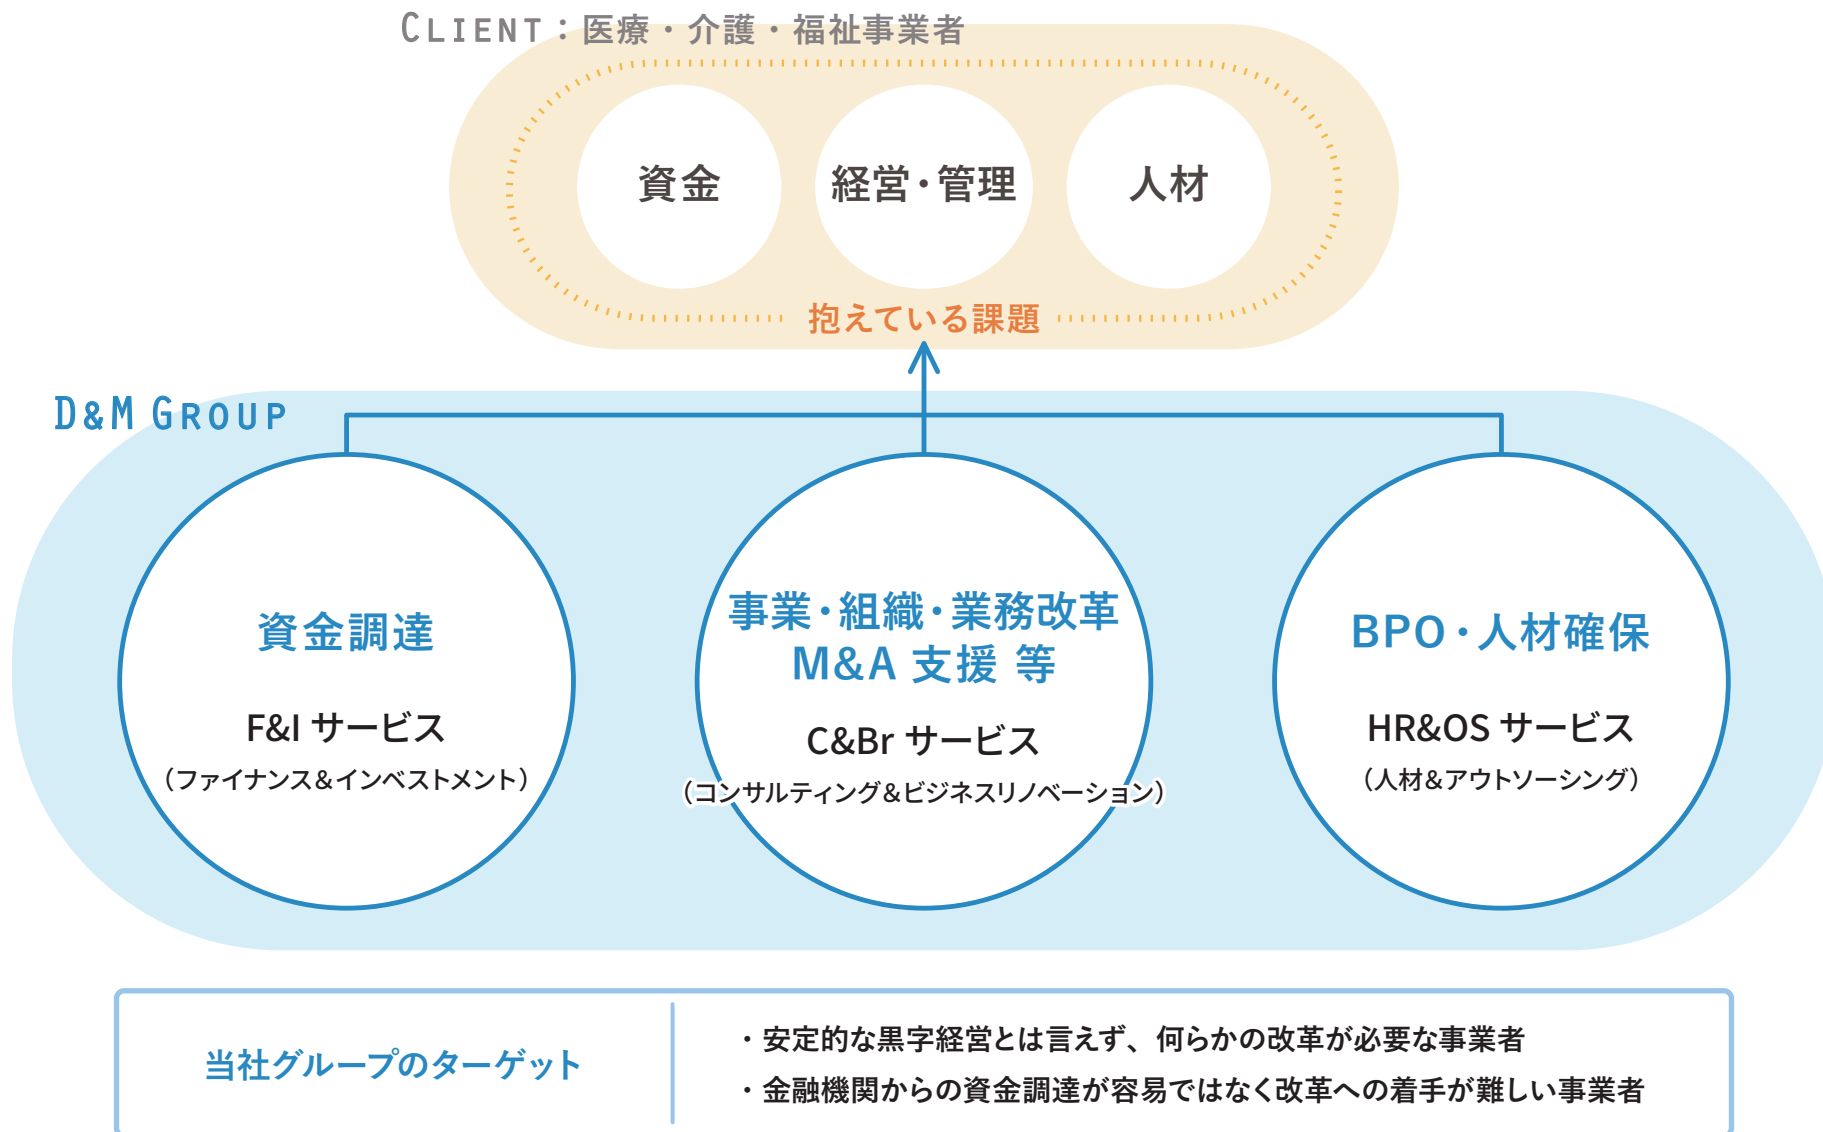 CLIENT：医療・介護・福祉事業者
資金
経営・管理
人材
抱えている課題
D&M GROUP
資金調達
F&I サービス
（ファイナンス＆インベストメント）
事業・組織・業務改革
M&A 支援 等
C&Br サービス
（コンサルティング＆ビジネスリノベーション）
BPO・人材確保
HR&OS サービス
（人材＆アウトソーシング）
当社グループのターゲット
・安定的な黒字経営とは言えず、何らかの改革が必要な事業者
・金融機関からの資金調達が容易ではなく改革への着手が難しい事業者